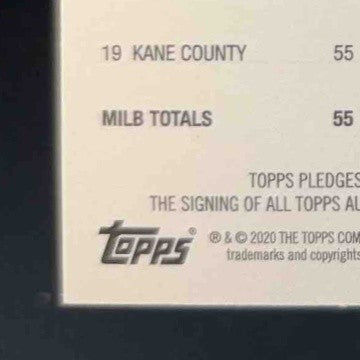 19 KANE COUNTY 55
MILB TOTALS 55
TOPPS PLEDGES
THE SIGNING OF ALL TOPPS AU
Topps ® ® & © 2020 THE TOPPS COM
trademarks and copyrights